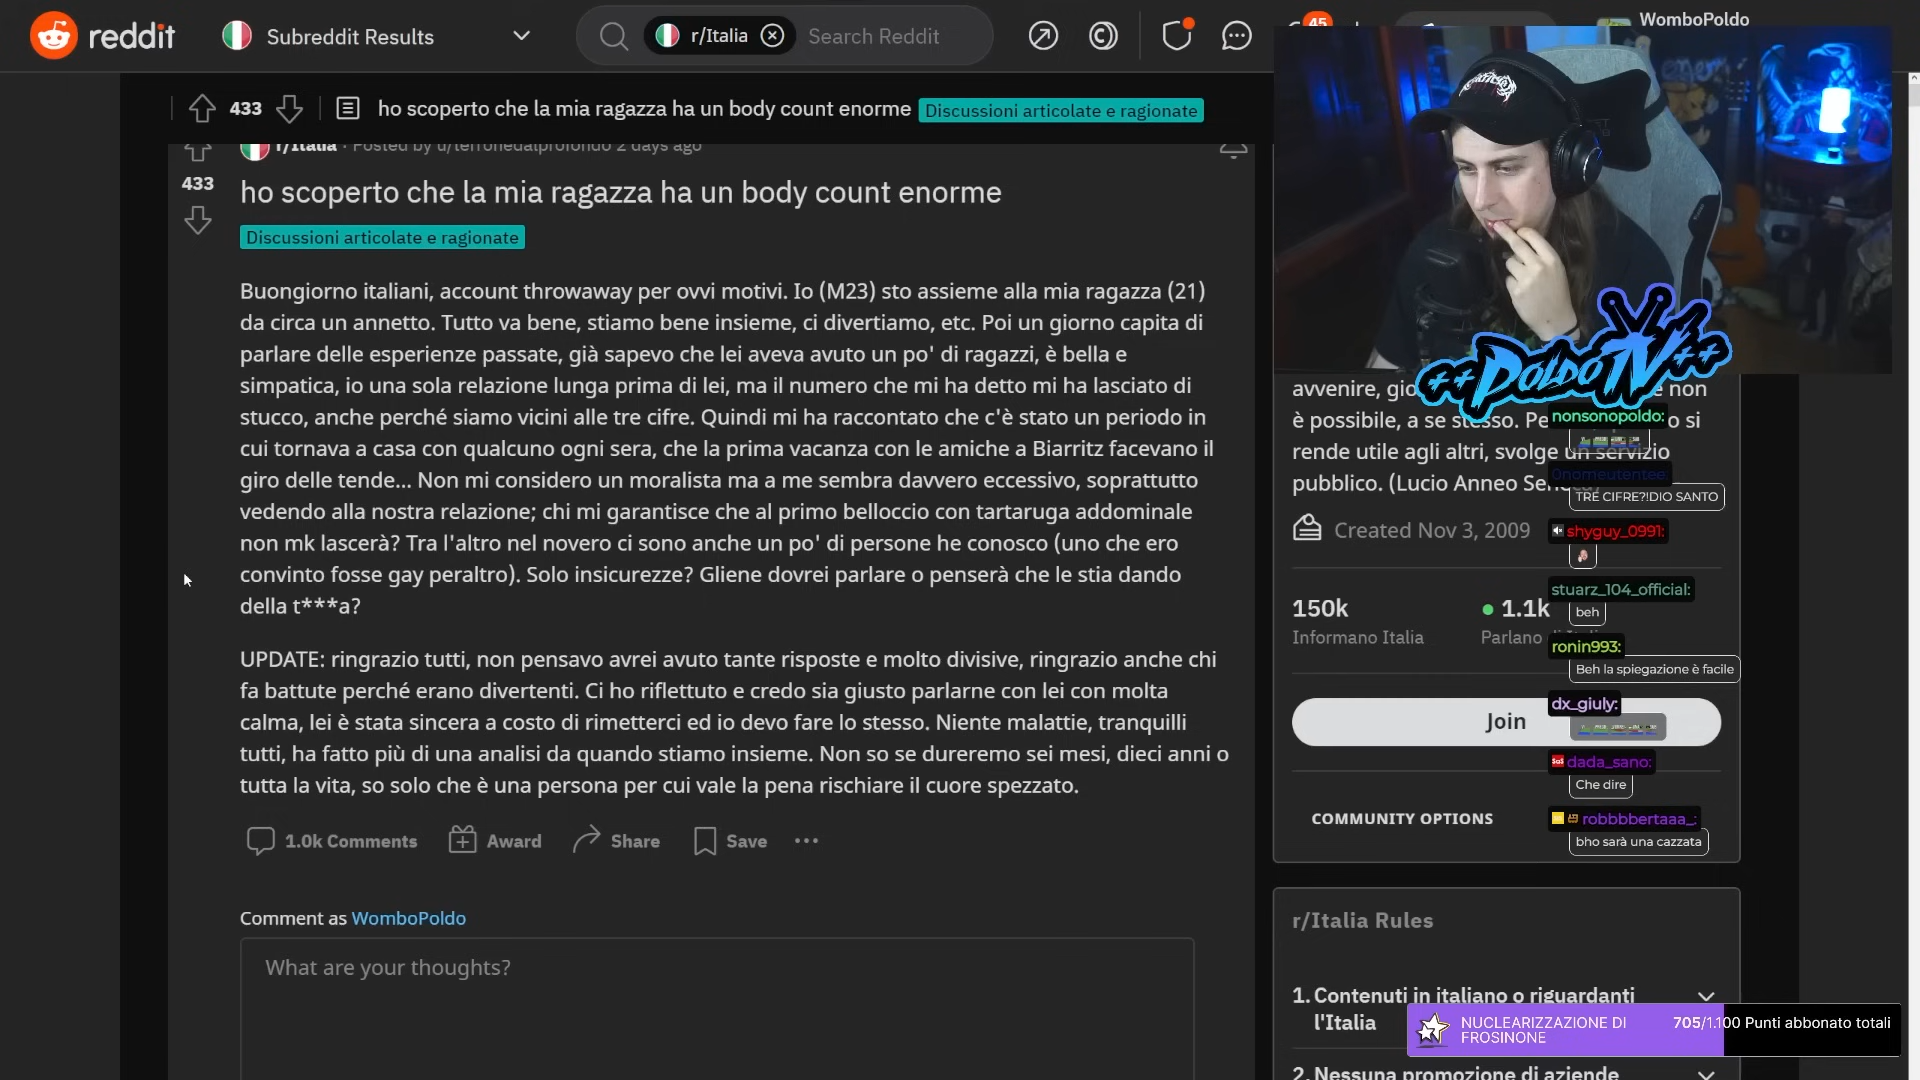 reddit
Subreddit Results
r/Italia
Search Reddit
45
WomboPoldo
433
ho scoperto che la mia ragazza ha un body count enorme
Discussioni articolate e ragionate
r/Italia · Posted by u/terronedalprofondo 2 days ago
433
ho scoperto che la mia ragazza ha un body count enorme
Discussioni articolate e ragionate
Buongiorno italiani, account throwaway per ovvi motivi. Io (M23) sto assieme alla mia ragazza (21)
da circa un annetto. Tutto va bene, stiamo bene insieme, ci divertiamo, etc. Poi un giorno capita di
parlare delle esperienze passate, già sapevo che lei aveva avuto un po' di ragazzi, è bella e
simpatica, io una sola relazione lunga prima di lei, ma il numero che mi ha detto mi ha lasciato di
stucco, anche perché siamo vicini alle tre cifre. Quindi mi ha raccontato che c'è stato un periodo in
cui tornava a casa con qualcuno ogni sera, che la prima vacanza con le amiche a Biarritz facevano il
giro delle tende... Non mi considero un moralista ma a me sembra davvero eccessivo, soprattutto
vedendo alla nostra relazione; chi mi garantisce che al primo belloccio con tartaruga addominale
non mk lascerà? Tra l'altro nel novero ci sono anche un po' di persone he conosco (uno che ero
convinto fosse gay peraltro). Solo insicurezze? Gliene dovrei parlare o penserà che le stia dando
della t***a?
UPDATE: ringrazio tutti, non pensavo avrei avuto tante risposte e molto divisive, ringrazio anche chi
fa battute perché erano divertenti. Ci ho riflettuto e credo sia giusto parlarne con lei con molta
calma, lei è stata sincera a costo di rimetterci ed io devo fare lo stesso. Niente malattie, tranquilli
tutti, ha fatto più di una analisi da quando stiamo insieme. Non so se dureremo sei mesi, dieci anni o
tutta la vita, so solo che è una persona per cui vale la pena rischiare il cuore spezzato.
1.0k Comments
Award
Share
Save
Comment as WomboPoldo
What are your thoughts?
++POLDOTV++
avvenire, gio non
è possibile, a se stesso. Pe o si
rende utile agli altri, svolge un servizio
pubblico. (Lucio Anneo Sen
Created Nov 3, 2009
150k
Informano Italia
1.1k
Parlano
Join
COMMUNITY OPTIONS
r/Italia Rules
1. Contenuti in italiano o riguardanti
l'Italia
2. Nessuna promozione di aziende
nonsonopoldo:
0nomeutentee:
TRE CIFRE?!DIO SANTO
shyguy_0991:
stuarz_104_official:
beh
ronin993:
Beh la spiegazione è facile
dx_giuly:
dada_sano:
Che dire
robbbbertaaa_:
bho sarà una cazzata
NUCLEARIZZAZIONE DI
FROSINONE
705/1.100 Punti abbonato totali